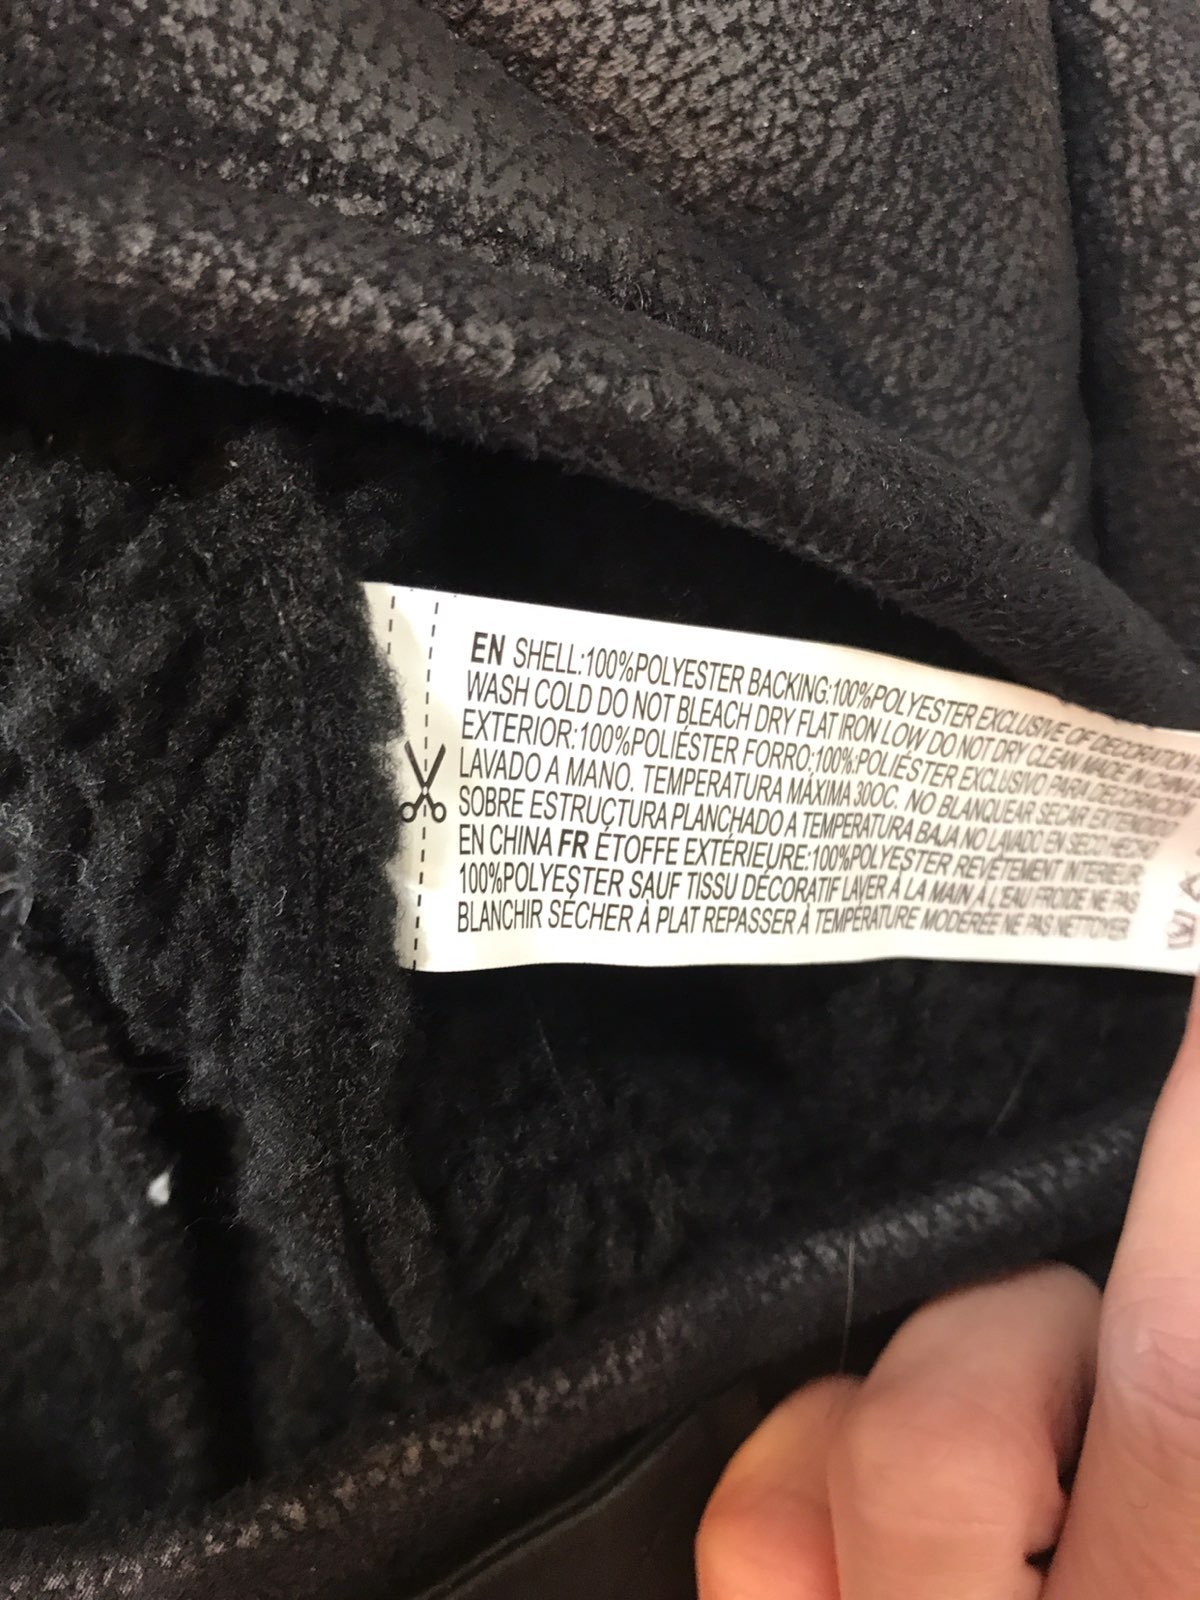 EN SHELL:100%POLYESTER BACKING:100%POLYESTER EXCLUSIVE OF DECORATION
WASH COLD DO NOT BLEACH DRY FLAT IRON LOW DO NOT DRY CLEAN MADE IN CHINA
EXTERIOR:100%POLIÉSTER FORRO:100%:POLIÉSTER EXCLUSIVO PARA DECORACIÓN
LAVADO A MANO. TEMPERATURA MÁXIMA 30OC. NO BLANQUEAR SECAR EXTENDIDO
SOBRE ESTRUÇTURA PLANCHADO A TEMPERATURA BAJA NO LAVADO EN SECO HECHO
EN CHINA FR ÉTOFFE EXTÉRIEURE:100%POLYESTER REVÊTEMENT INTÉRIEUR:
100%POLYEŞTER SAUF TISSU DÉCORATIF LAVER À LA MAIN À L'EAU FROIDE NE PAS
BLANCHIR SÉCHER À PLAT REPASSER À TEMPÉRATURE MODÉRÉE NE PAS NETTOYER